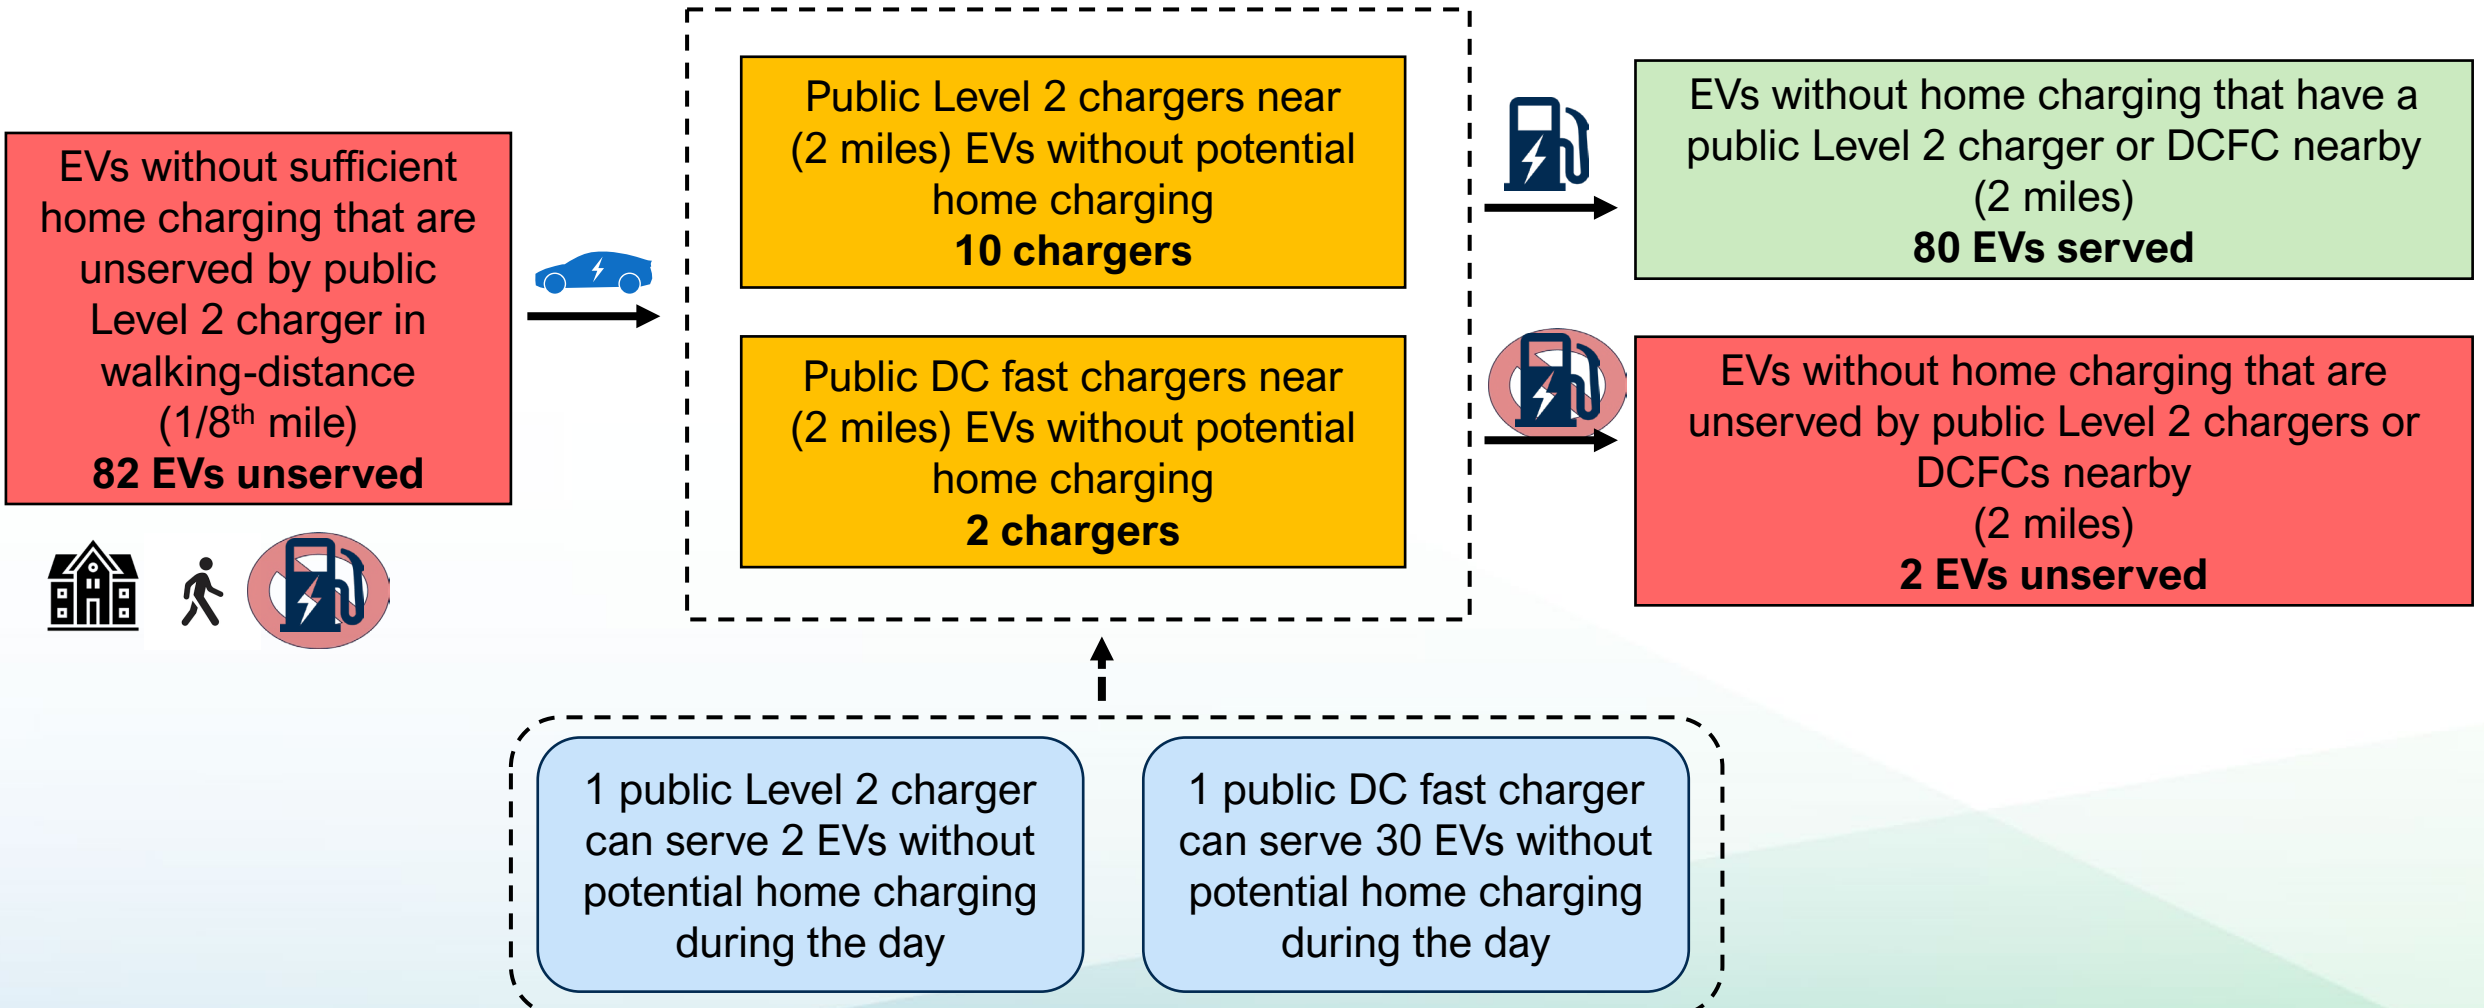 EVs without sufficient
home charging that are
unserved by public
Level 2 charger in
walking-distance
(1/8th mile)
82 EVs unserved
Public Level 2 chargers near
(2 miles) EVs without potential
home charging
10 chargers
Public DC fast chargers near
(2 miles) EVs without potential
home charging
2 chargers
EVs without home charging that have a
public Level 2 charger or DCFC nearby
(2 miles)
80 EVs served
EVs without home charging that are
unserved by public Level 2 chargers or
DCFCs nearby
(2 miles)
2 EVs unserved
1 public Level 2 charger
can serve 2 EVs without
potential home charging
during the day
1 public DC fast charger
can serve 30 EVs without
potential home charging
during the day